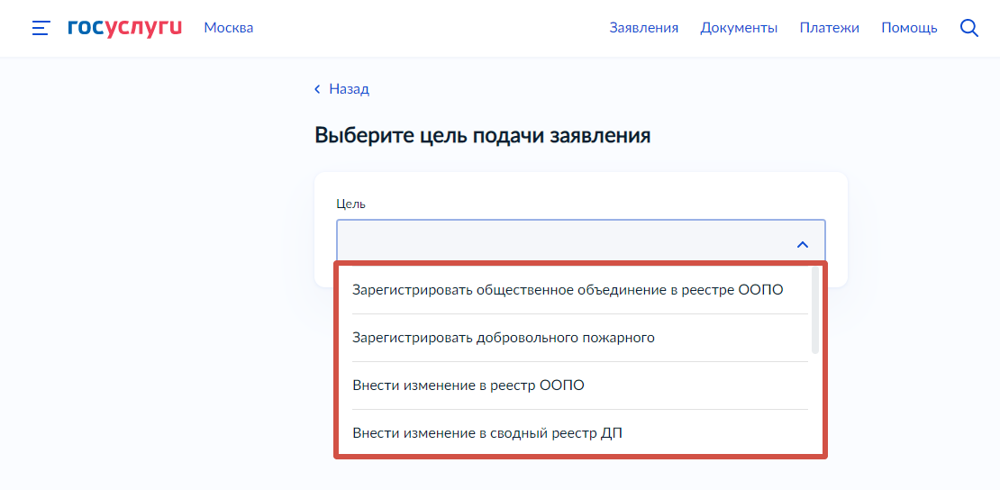 госуслуги Москва Заявления Документы Платежи Помощь
Назад
Выберите цель подачи заявления
Цель
Зарегистрировать общественное объединение в реестре ООПО
Зарегистрировать добровольного пожарного
Внести изменение в реестр ООПО
Внести изменение в сводный реестр ДП